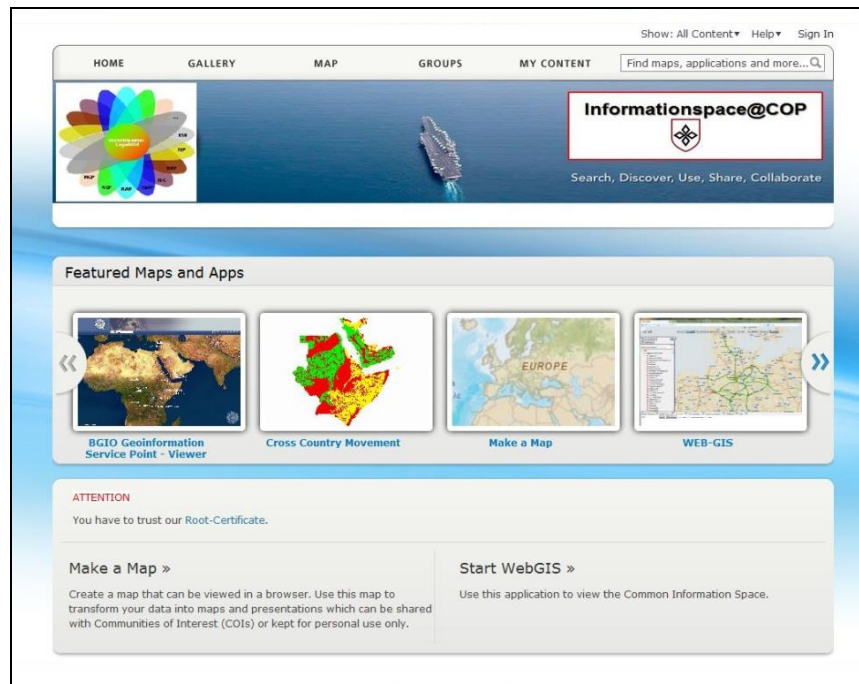 Show: All Content▾ Help▾ Sign In
HOME GALLERY MAP GROUPS MY CONTENT Find maps, applications and more...
Informationspace@COP
Search, Discover, Use, Share, Collaborate
Featured Maps and Apps
EUROPE
BGIO Geoinformation
Service Point - Viewer
Cross Country Movement
Make a Map
WEB-GIS
ATTENTION
You have to trust our Root-Certificate.
Make a Map »
Create a map that can be viewed in a browser. Use this map to
transform your data into maps and presentations which can be shared
with Communities of Interest (COIs) or kept for personal use only.
Start WebGIS »
Use this application to view the Common Information Space.